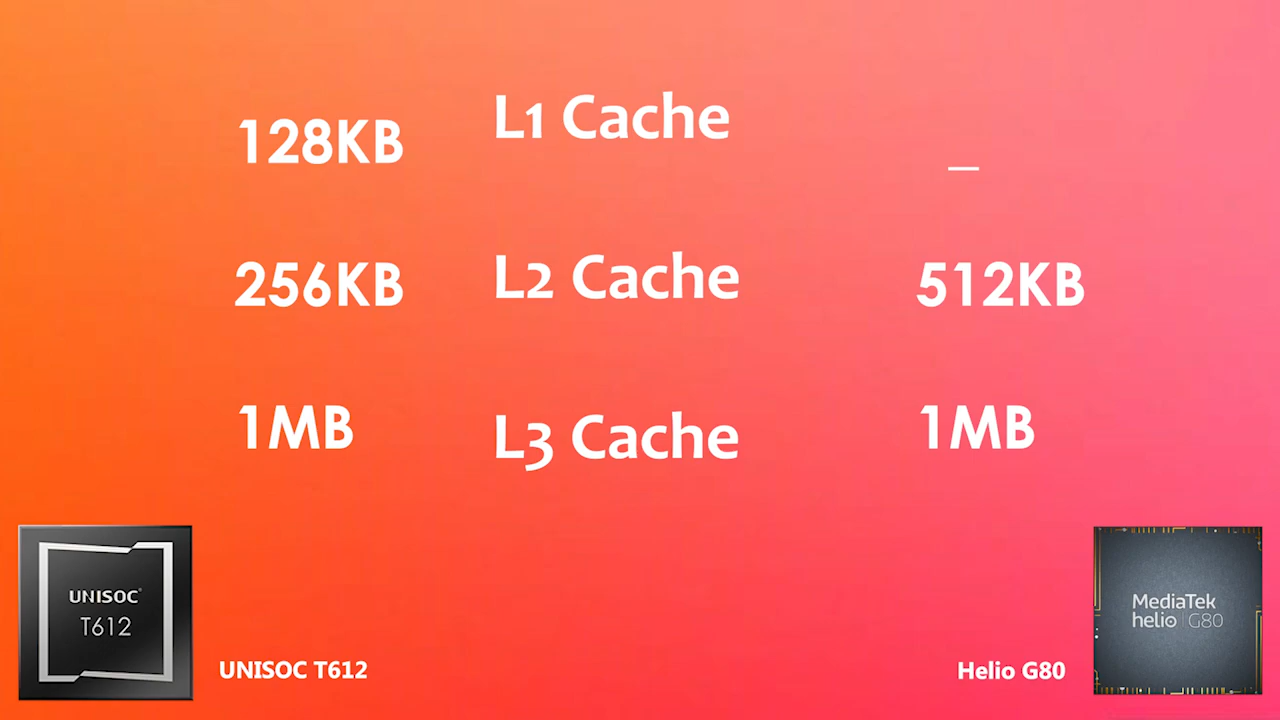 128KB L1 Cache _
256KB L2 Cache 512KB
1MB L3 Cache 1MB
UNISOC®
T612
UNISOC T612
Helio G80
MediaTek
helio | G80